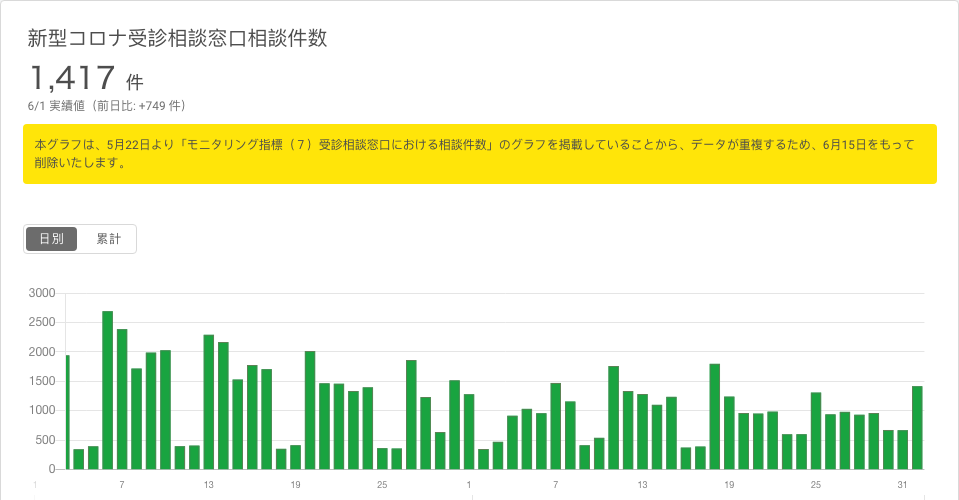 新型コロナ受診相談窓口相談件数
1,417 件
6/1 実績値（前日比: +749 件）
本グラフは、5月22日より「モニタリング指標（７）受診相談窓口における相談件数」のグラフを掲載していることから、データが重複するため、6月15日をもって
削除いたします。
日別 累計
3000
2500
2000
1500
1000
500
0
7 13 19 25 1 7 13 19 25 31